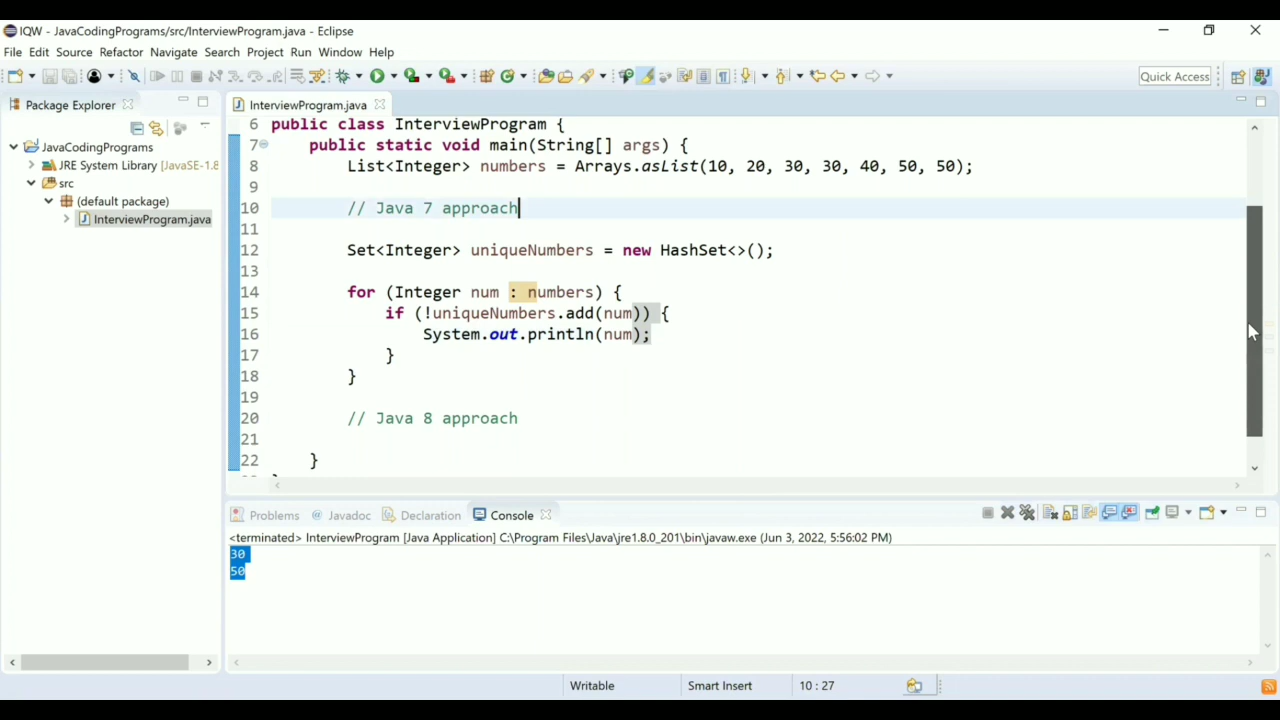 IQW - JavaCodingPrograms/src/InterviewProgram.java - Eclipse
File Edit Source Refactor Navigate Search Project Run Window Help
Quick Access
Package Explorer
InterviewProgram.java
JavaCodingPrograms
JRE System Library [JavaSE-1.8
src
(default package)
InterviewProgram.java
6 public class InterviewProgram {
7 public static void main(String[] args) {
8 List<Integer> numbers = Arrays.asList(10, 20, 30, 30, 40, 50, 50);
9
10 // Java 7 approach
11
12 Set<Integer> uniqueNumbers = new HashSet<>();
13
14 for (Integer num : numbers) {
15 if (!uniqueNumbers.add(num)) {
16 System.out.println(num);
17 }
18 }
19
20 // Java 8 approach
21
22 }
Problems Javadoc Declaration Console
<terminated> InterviewProgram [Java Application] C:\Program Files\Java\jre1.8.0_201\bin\javaw.exe (Jun 3, 2022, 5:56:02 PM)
30
50
Writable Smart Insert 10 : 27